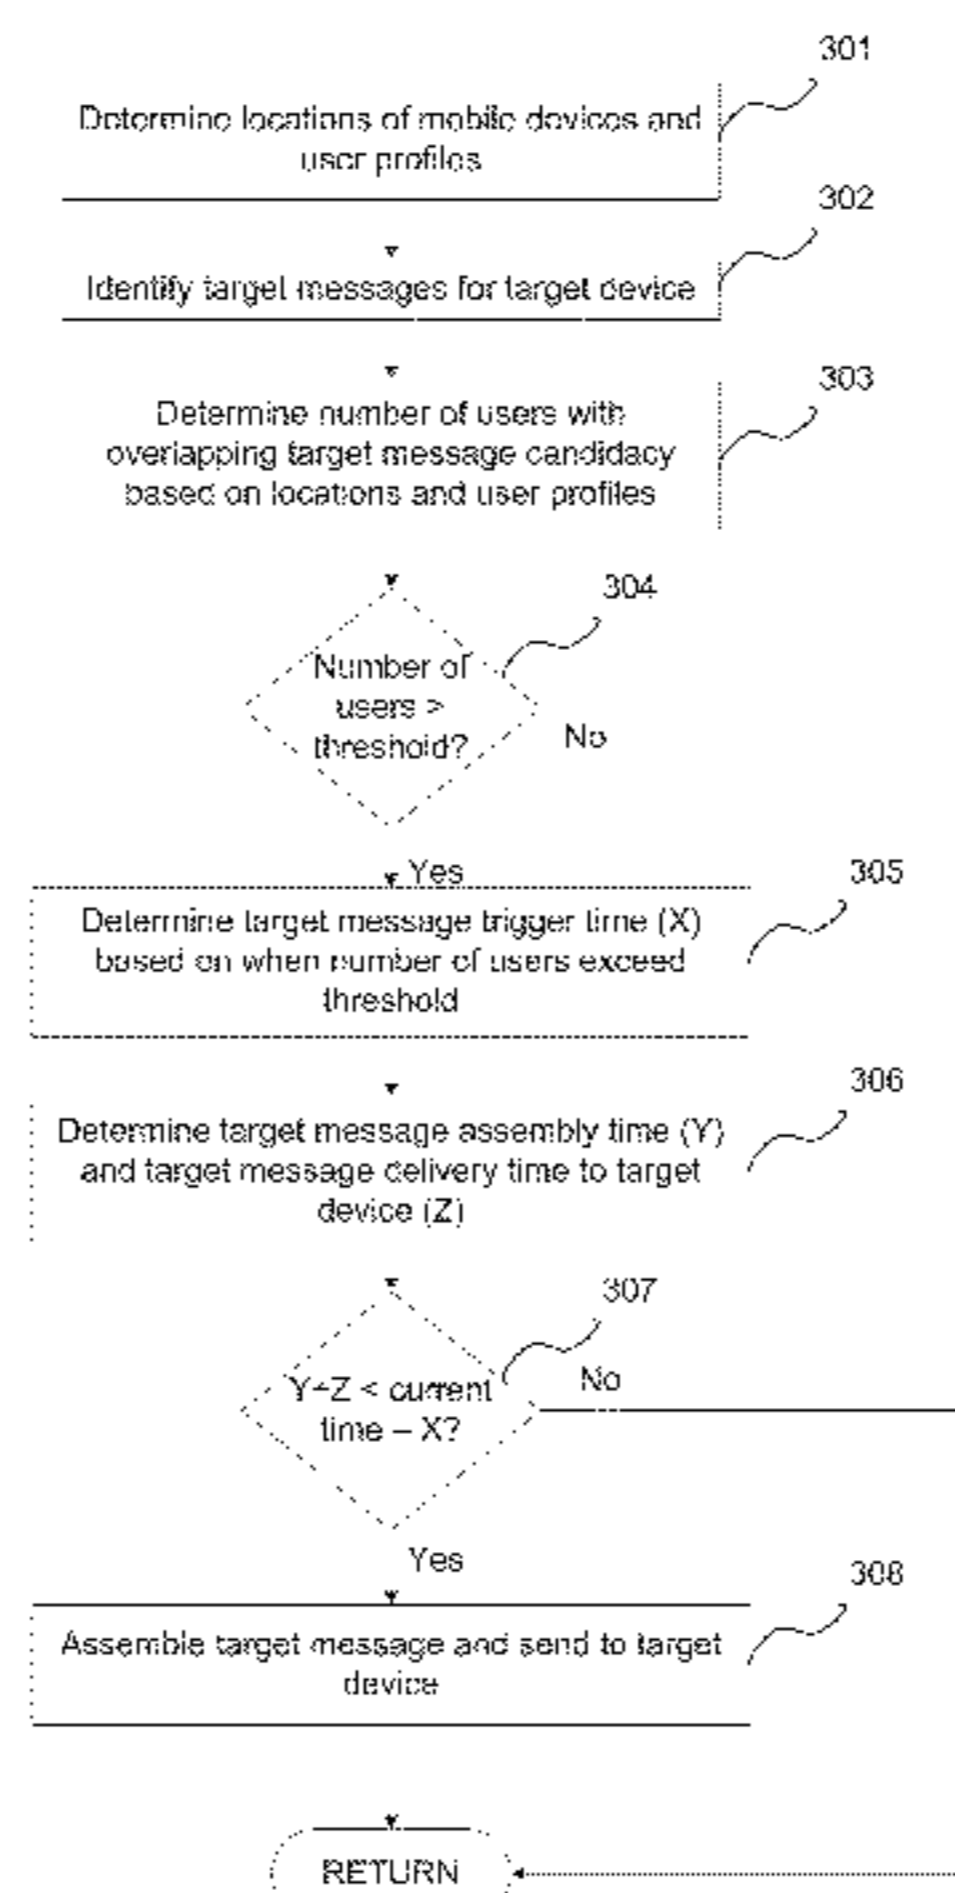 301
Determine locations of mobile devices and
user profiles
302
Identify target messages for target device
303
Determine number of users with
overlapping target message candidacy
based on locations and user profiles
304
Number of
users >
threshold?
No
Yes
305
Determine target message trigger time (X)
based on when number of users exceed
threshold
306
Determine target message assembly time (Y)
and target message delivery time to target
device (Z)
307
Y+Z < current
time – X?
No
Yes
308
Assemble target message and send to target
device
RETURN